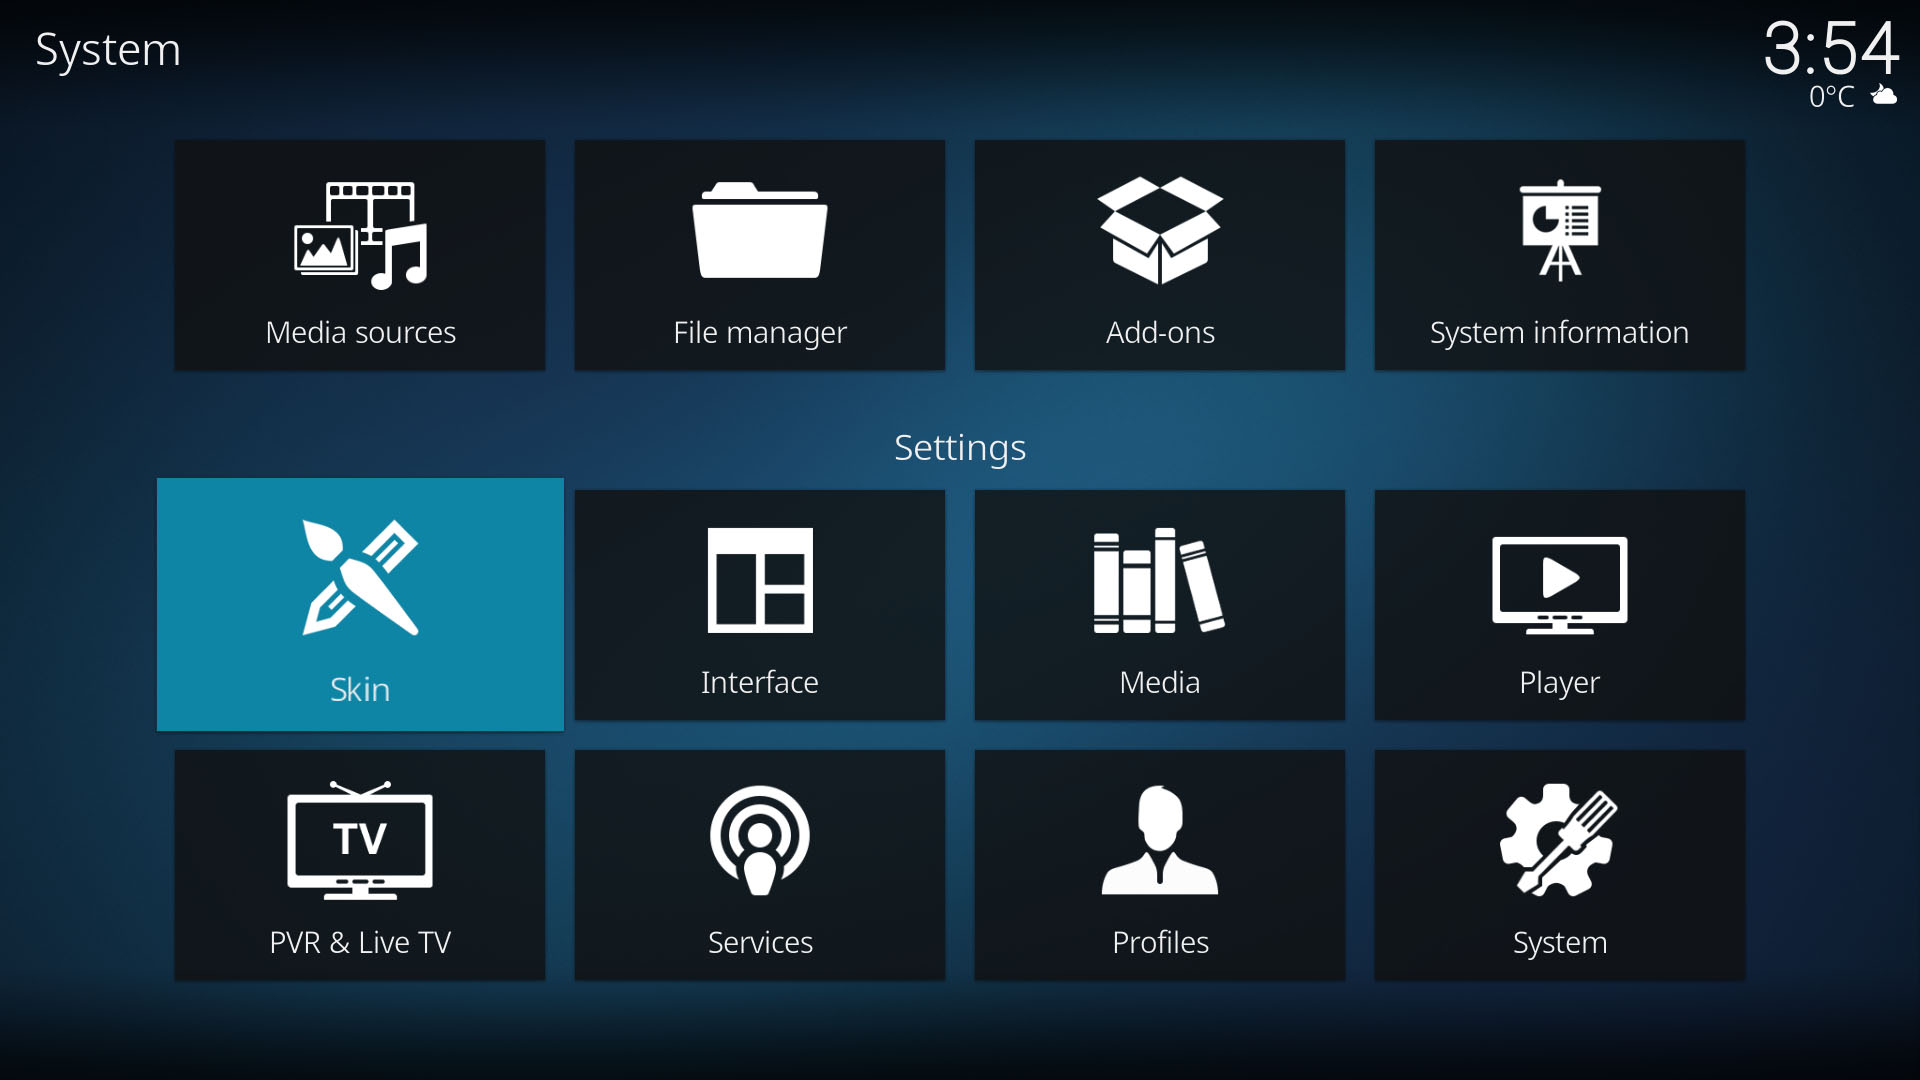 System
3:54
0°C
Media sources
File manager
Add-ons
System information
Settings
Skin
Interface
Media
Player
TV
PVR & Live TV
Services
Profiles
System